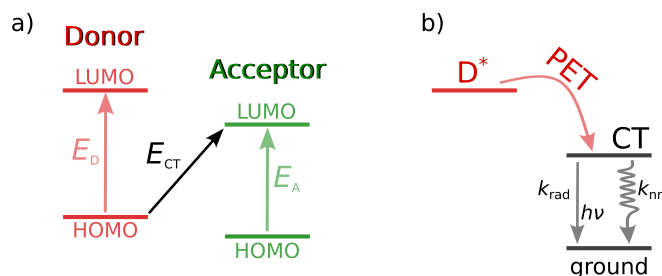 a)
Donor
LUMO
E_D
HOMO
E_CT
Acceptor
LUMO
E_A
HOMO
b)
D*
PET
CT
k_rad
hν
k_nr
ground